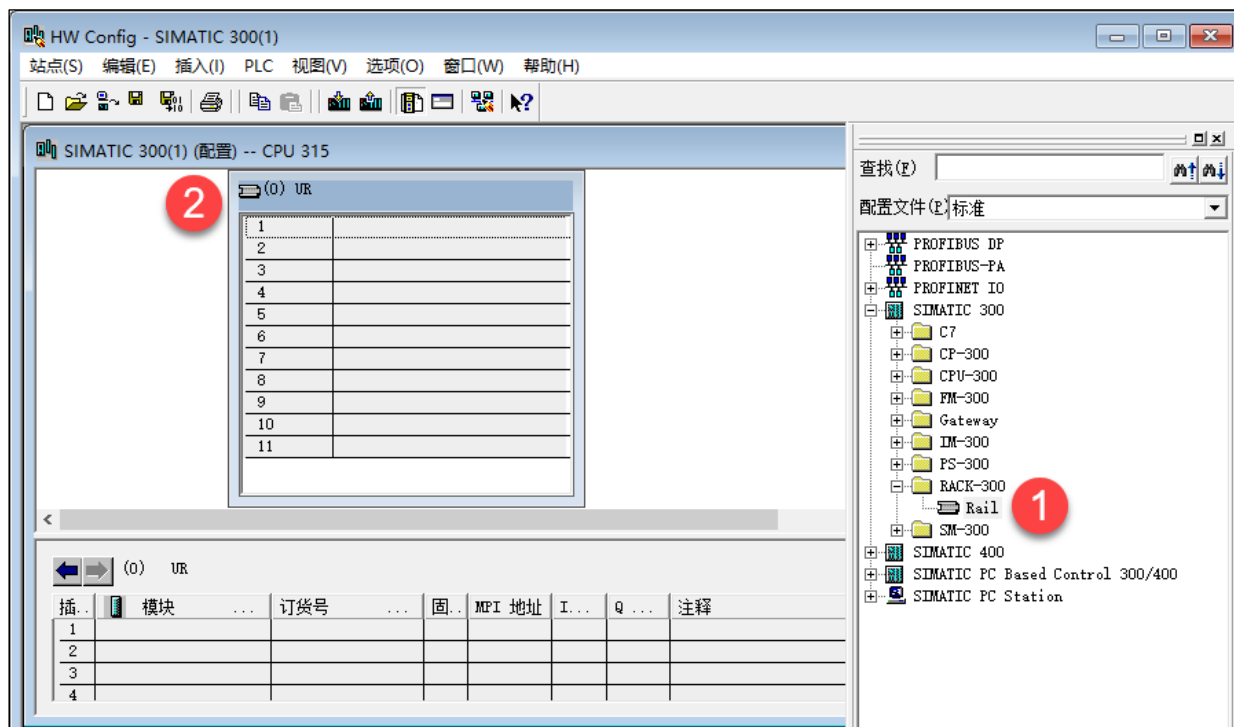 HW Config - SIMATIC 300(1)
站点(S) 编辑(E) 插入(I) PLC 视图(V) 选项(O) 窗口(W) 帮助(H)
SIMATIC 300(1) (配置) -- CPU 315
2
(0) UR
1
2
3
4
5
6
7
8
9
10
11
(0) UR
插.. 模块 ... 订货号 ... 固.. MPI 地址 I... Q ... 注释
1
2
3
4
查找(F)
配置文件(P) 标准
PROFIBUS DP
PROFIBUS-PA
PROFINET IO
SIMATIC 300
C7
CP-300
CPU-300
FM-300
Gateway
IM-300
PS-300
RACK-300
Rail
1
SM-300
SIMATIC 400
SIMATIC PC Based Control 300/400
SIMATIC PC Station